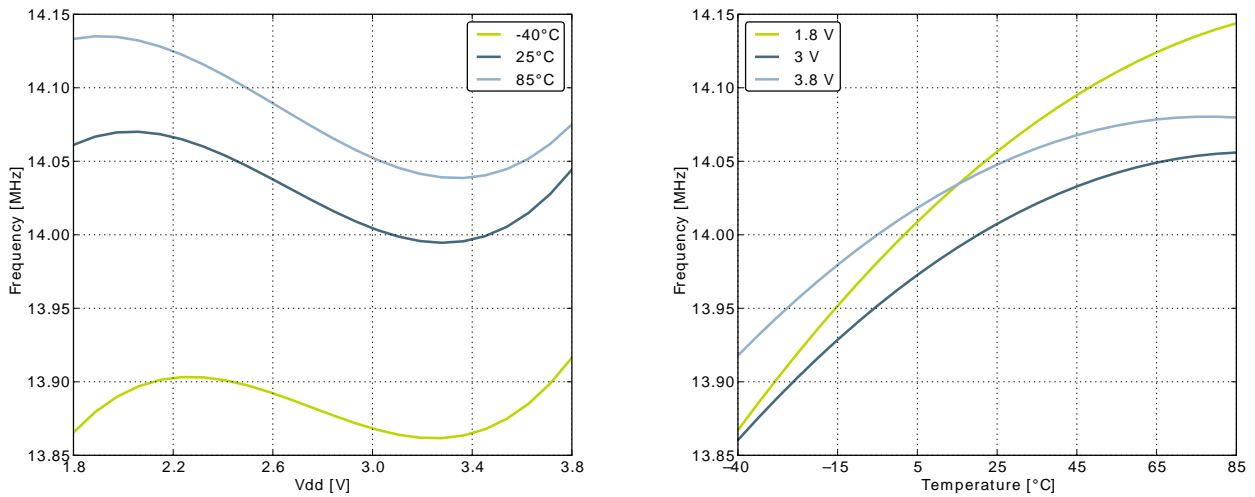 14.15
14.10
14.05
14.00
13.95
13.90
13.85
Frequency [MHz]
1.8
2.2
2.6
3.0
3.4
3.8
Vdd [V]
-40°C
25°C
85°C
14.15
14.10
14.05
14.00
13.95
13.90
13.85
Frequency [MHz]
−40
−15
5
25
45
65
85
Temperature [°C]
1.8 V
3 V
3.8 V